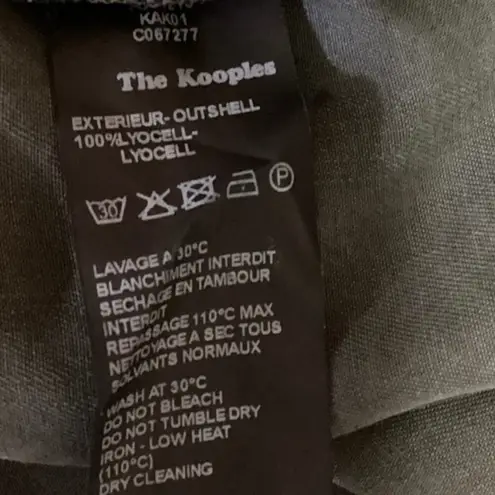 KAK01
C067277
The Kooples
EXTERIEUR-OUTSHELL
100%LYOCELL-
LYOCELL
30 P
LAVAGE A 30°C
BLANCHIMENT INTERDIT
SECHAGE EN TAMBOUR
INTERDIT
REPASSAGE 110°C MAX
NETTOYAGE A SEC TOUS
SOLVANTS NORMAUX
WASH AT 30°C
DO NOT BLEACH
DO NOT TUMBLE DRY
IRON - LOW HEAT
(110°C)
DRY CLEANING